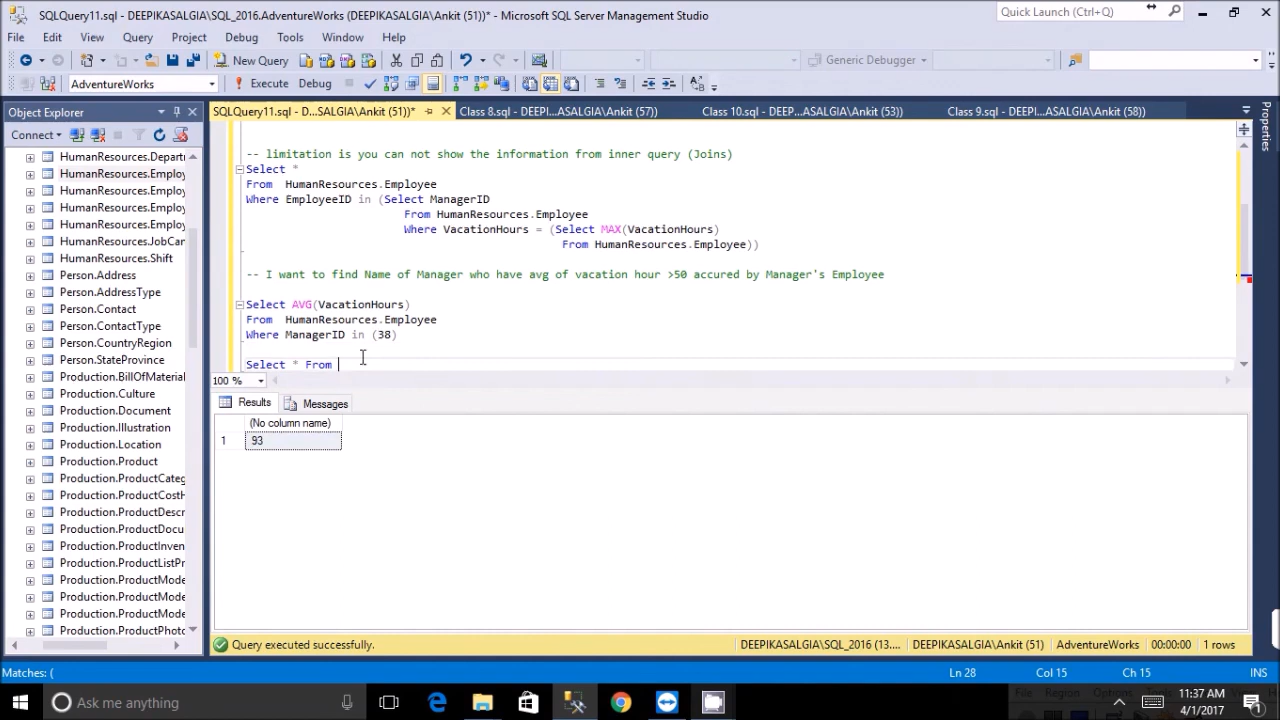 SQLQuery11.sql - DEEPIKASALGIA\SQL_2016.AdventureWorks (DEEPIKASALGIA\Ankit (51))* - Microsoft SQL Server Management Studio
Quick Launch (Ctrl+Q)
File Edit View Query Project Debug Tools Window Help
New Query
Generic Debugger
AdventureWorks
Execute Debug
Object Explorer
Connect
SQLQuery11.sql - D...SALGIA\Ankit (51))*
Class 8.sql - DEEPI...ASALGIA\Ankit (57))
Class 10.sql - DEEP...ASALGIA\Ankit (53))
Class 9.sql - DEEPI...ASALGIA\Ankit (58))
Properties
HumanResources.Departı
HumanResources.Employ
HumanResources.Employ
HumanResources.Employ
HumanResources.Employ
HumanResources.JobCan
HumanResources.Shift
Person.Address
Person.AddressType
Person.Contact
Person.ContactType
Person.CountryRegion
Person.StateProvince
Production.BillOfMaterial
Production.Culture
Production.Document
Production.Illustration
Production.Location
Production.Product
Production.ProductCateg
Production.ProductCostH
Production.ProductDescr
Production.ProductDocu
Production.ProductInven
Production.ProductListPr
Production.ProductMode
Production.ProductMode
Production.ProductMode
Production.ProductPhoto
-- limitation is you can not show the information from inner query (Joins)
Select *
From HumanResources.Employee
Where EmployeeID in (Select ManagerID
From HumanResources.Employee
Where VacationHours = (Select MAX(VacationHours)
From HumanResources.Employee))
-- I want to find Name of Manager who have avg of vacation hour >50 accured by Manager's Employee
Select AVG(VacationHours)
From HumanResources.Employee
Where ManagerID in (38)
Select * From
100 %
Results Messages
(No column name)
1 93
Query executed successfully.
DEEPIKASALGIA\SQL_2016 (13.... DEEPIKASALGIA\Ankit (51) AdventureWorks 00:00:00 1 rows
Matches: (
Ln 28 Col 15 Ch 15 INS
Ask me anything
File Region Options
11:37 AM
4/1/2017
1